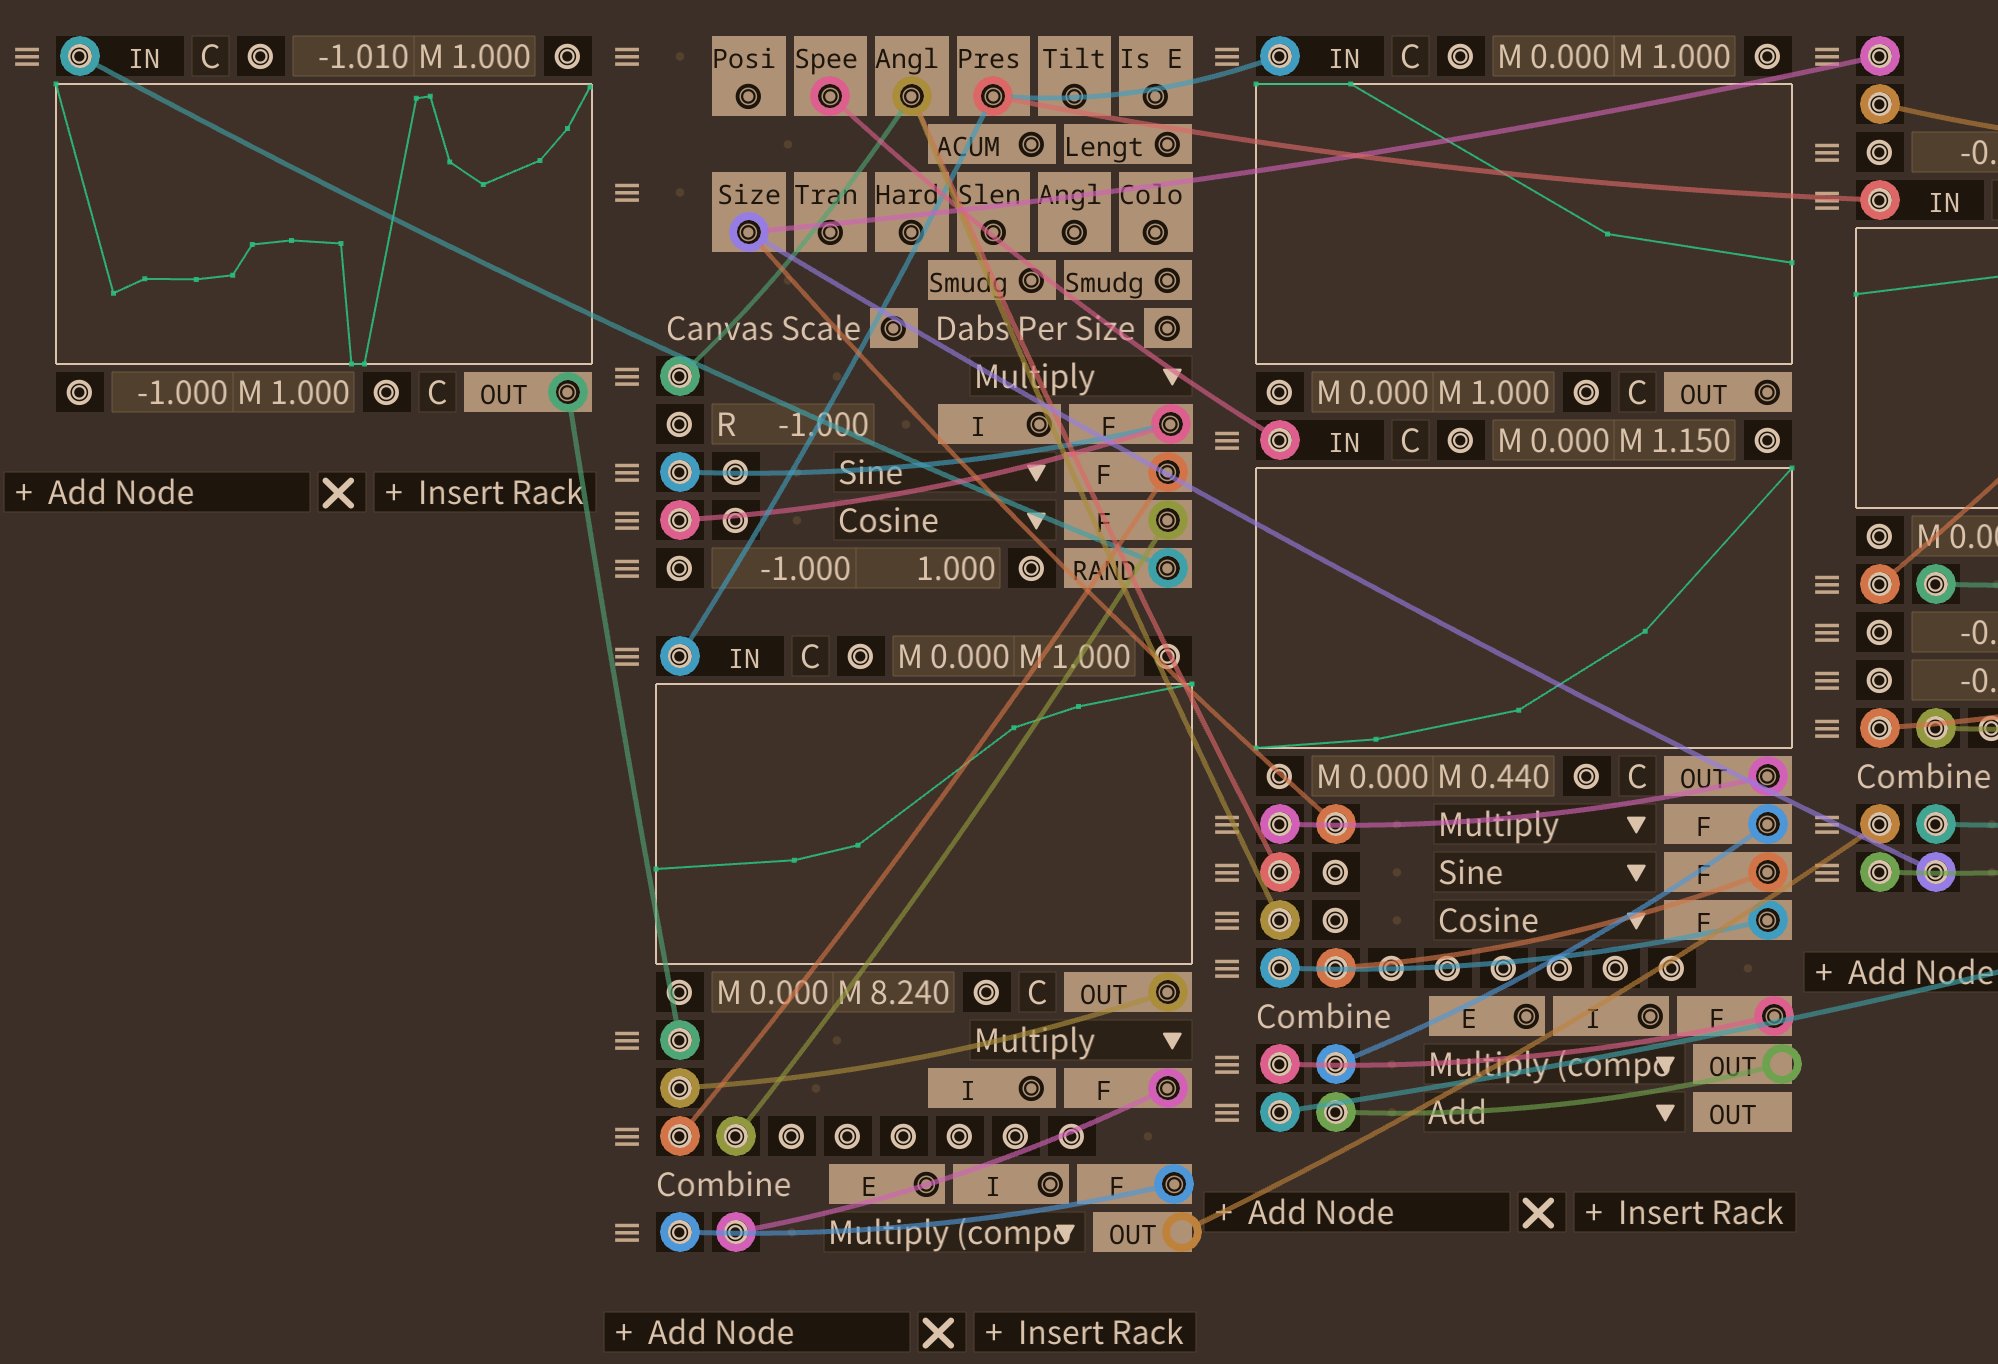 IN C -1.010 M 1.000
-1.000 M 1.000 C OUT
+ Add Node + Insert Rack
Posi Spee Angl Pres Tilt Is E
ACUM Lengt
Size Tran Hard Slen Angl Colo
Smudg Smudg
Canvas Scale Dabs Per Size
Multiply
R -1.000 I F
Sine F
Cosine F
-1.000 1.000 RAND
IN C M 0.000 M 1.000
M 0.000 M 8.240 C OUT
Multiply
I F
Combine E I F
Multiply (compo OUT
+ Add Node + Insert Rack
IN C M 0.000 M 1.000
M 0.000 M 1.000 C OUT
IN C M 0.000 M 1.150
M 0.000 M 0.440 C OUT
Multiply F
Sine F
Cosine F
Combine E I F
Multiply (compo OUT
Add OUT
+ Add Node + Insert Rack
-0.
IN
M 0.00
-0.
-0.
Combine
+ Add Node